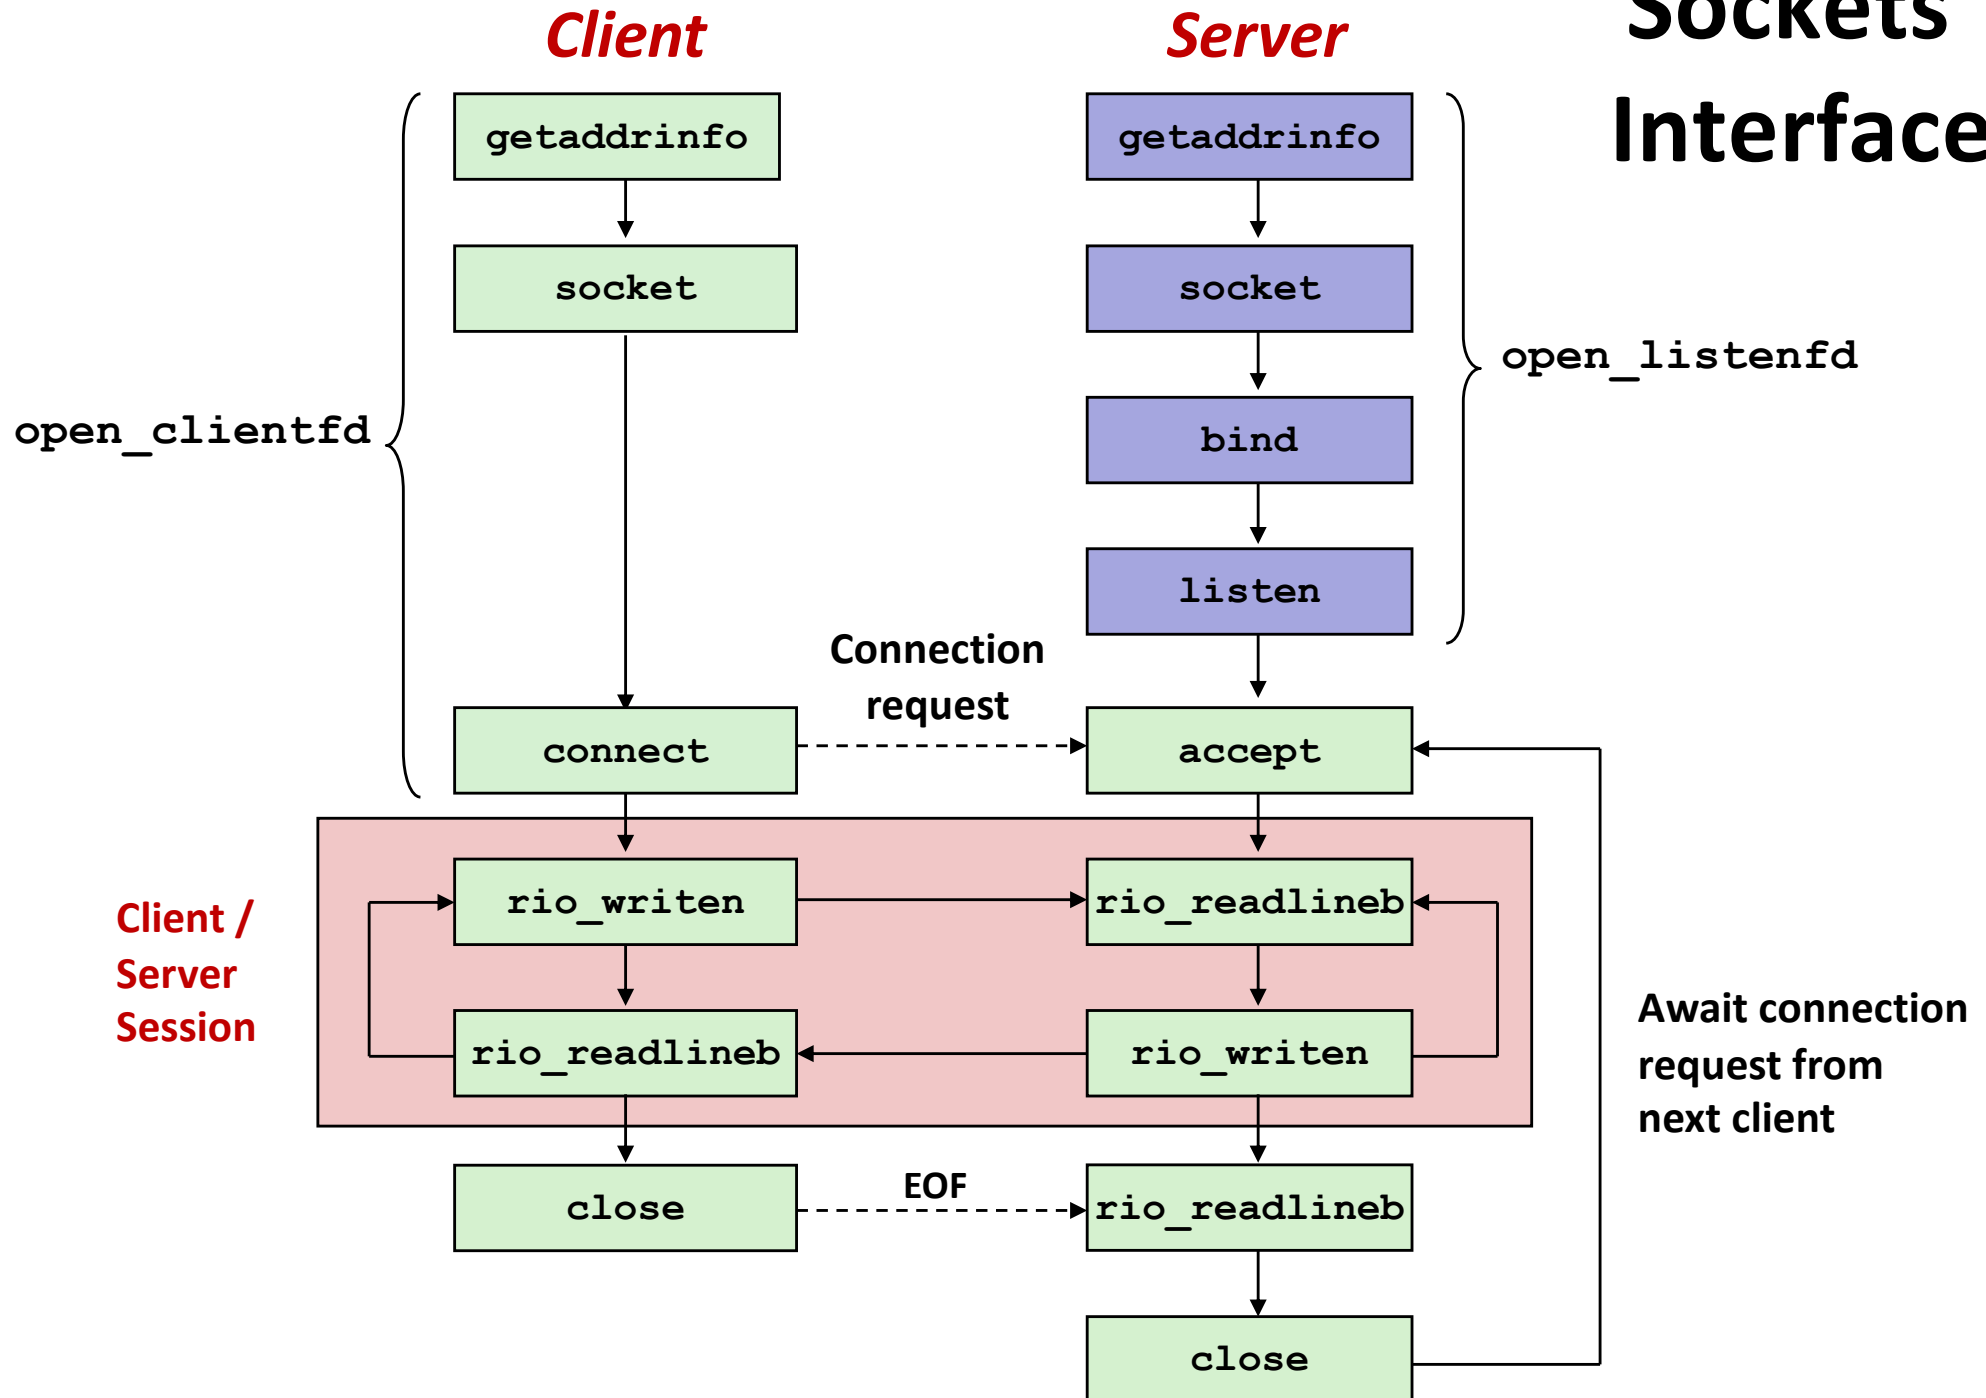 Sockets
Interface
Client
Server
getaddrinfo
getaddrinfo
socket
socket
open_listenfd
open_clientfd
bind
listen
Connection
request
connect
accept
Client /
Server
Session
rio_writen
rio_readlineb
rio_readlineb
rio_writen
Await connection
request from
next client
close
EOF
rio_readlineb
close